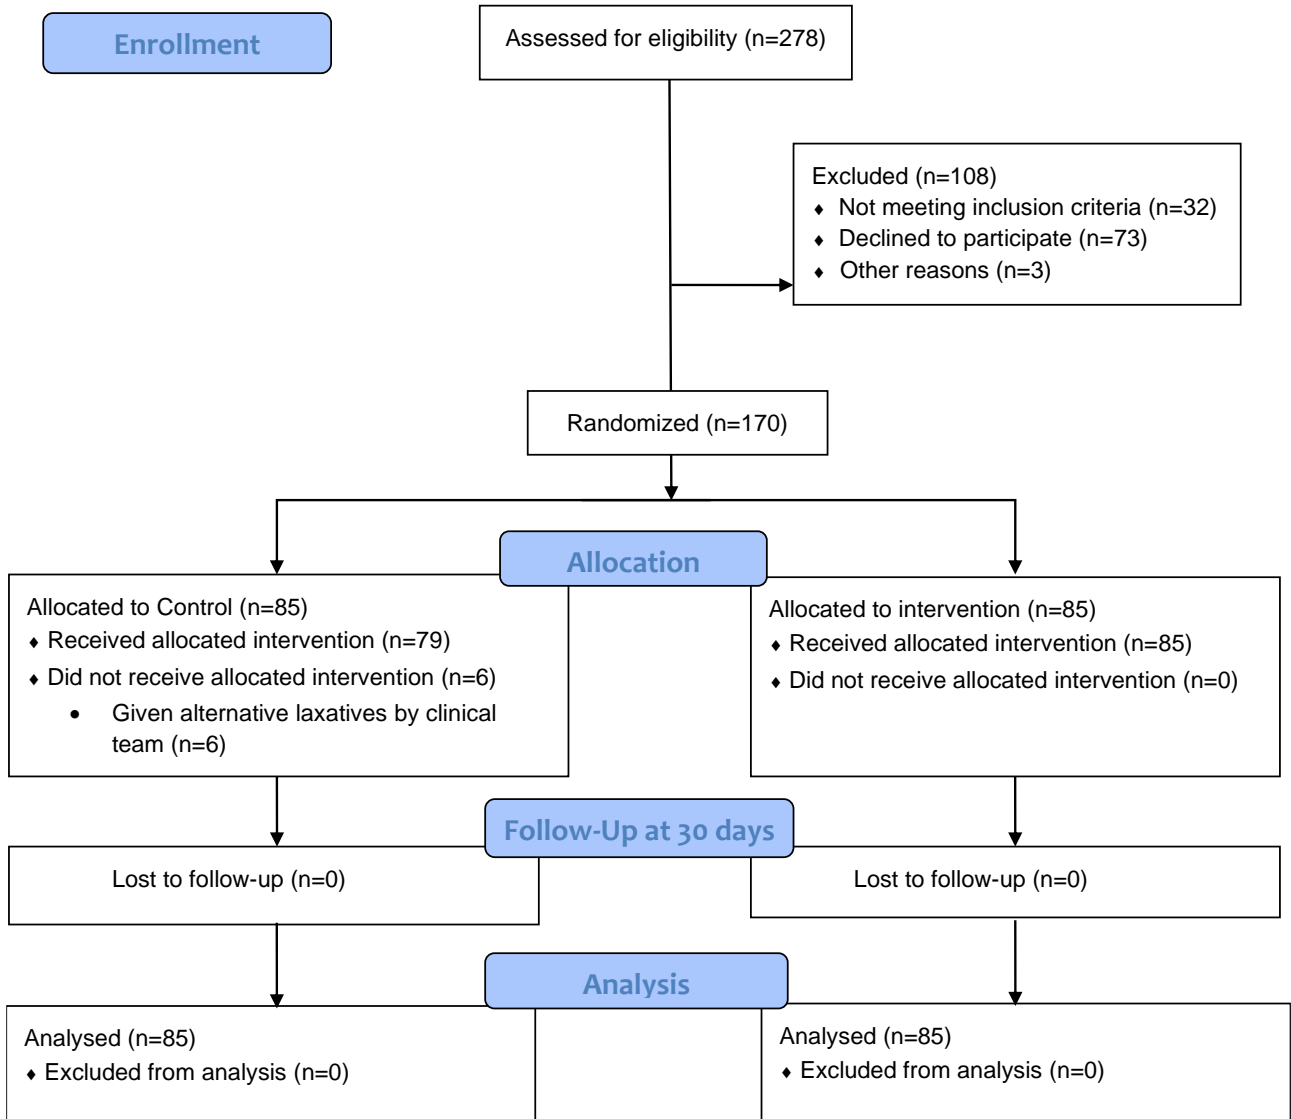 Enrollment
Assessed for eligibility (n=278)
Excluded (n=108)
♦ Not meeting inclusion criteria (n=32)
♦ Declined to participate (n=73)
♦ Other reasons (n=3)
Randomized (n=170)
Allocation
Allocated to Control (n=85)
♦ Received allocated intervention (n=79)
♦ Did not receive allocated intervention (n=6)
• Given alternative laxatives by clinical
team (n=6)
Allocated to intervention (n=85)
♦ Received allocated intervention (n=85)
♦ Did not receive allocated intervention (n=0)
Follow-Up at 30 days
Lost to follow-up (n=0)
Lost to follow-up (n=0)
Analysis
Analysed (n=85)
♦ Excluded from analysis (n=0)
Analysed (n=85)
♦ Excluded from analysis (n=0)